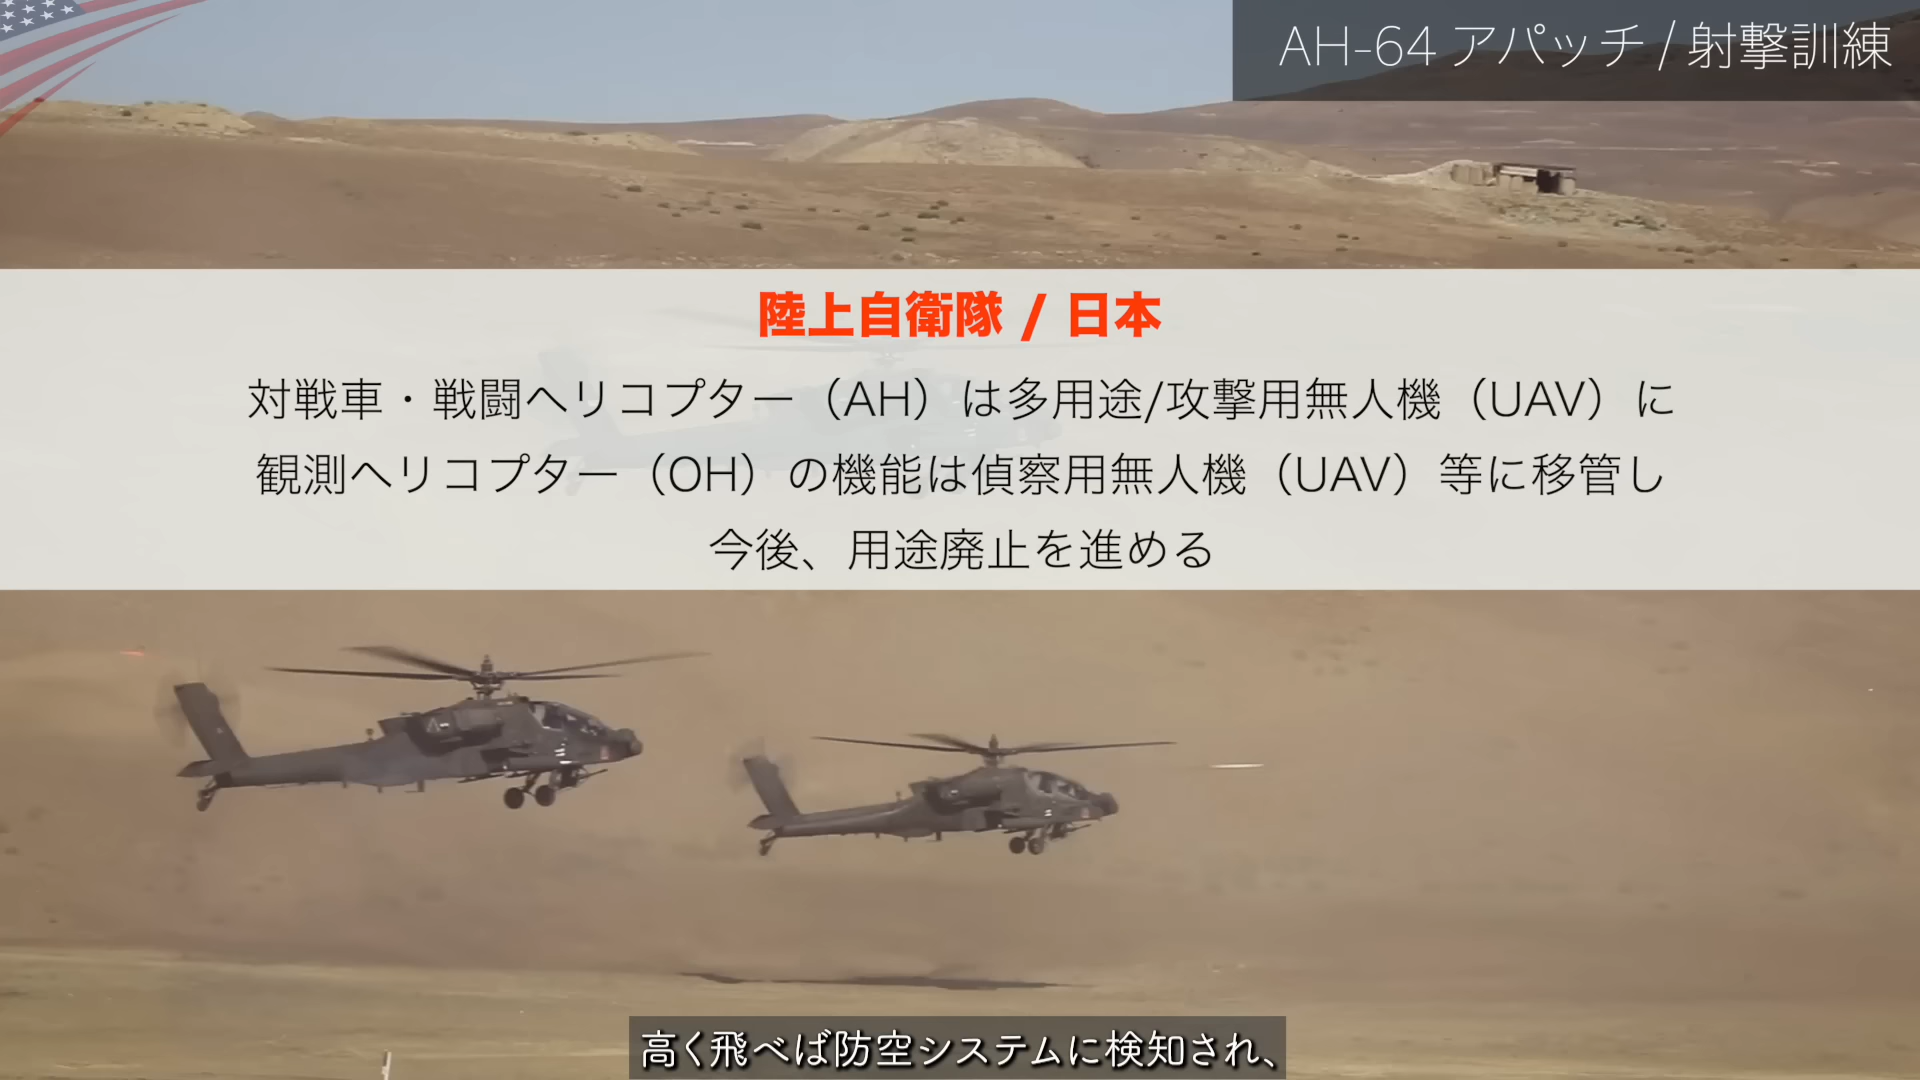 AH-64 アパッチ / 射撃訓練
陸上自衛隊 / 日本
対戦車・戦闘ヘリコプター（AH）は多用途/攻撃用無人機（UAV）に
観測ヘリコプター（OH）の機能は偵察用無人機（UAV）等に移管し
今後、用途廃止を進める
高く飛べば防空システムに検知され、